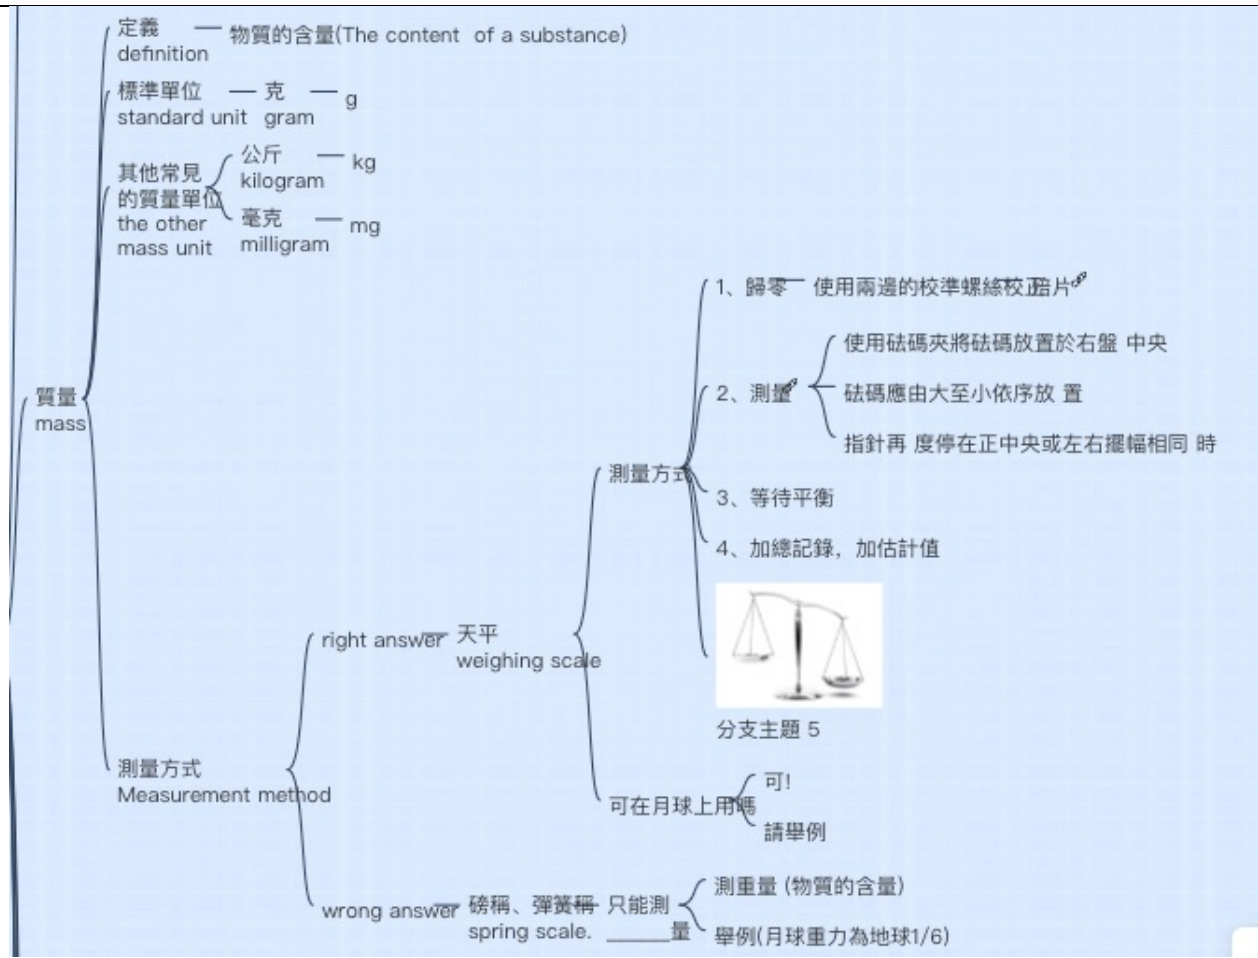 定義
definition
物質的含量(The content of a substance)
標準單位
standard unit
克
gram
g
其他常見
的質量單位
the other
mass unit
公斤
kilogram
kg
毫克
milligram
mg
質量
mass
測量方式
Measurement method
right answer
天平
weighing scale
測量方式
1、歸零
使用兩邊的校準螺絲校正
片
2、測量
使用砝碼夾將砝碼放置於右盤 中央
砝碼應由大至小依序放 置
指針再 度停在正中央或左右擺幅相同 時
3、等待平衡
4、加總記錄，加估計值
分支主題 5
可在月球上用嗎
可!
請舉例
wrong answer
磅稱、彈簧稱
spring scale.
只能測
______量
測重量 (物質的含量)
舉例(月球重力為地球1/6)